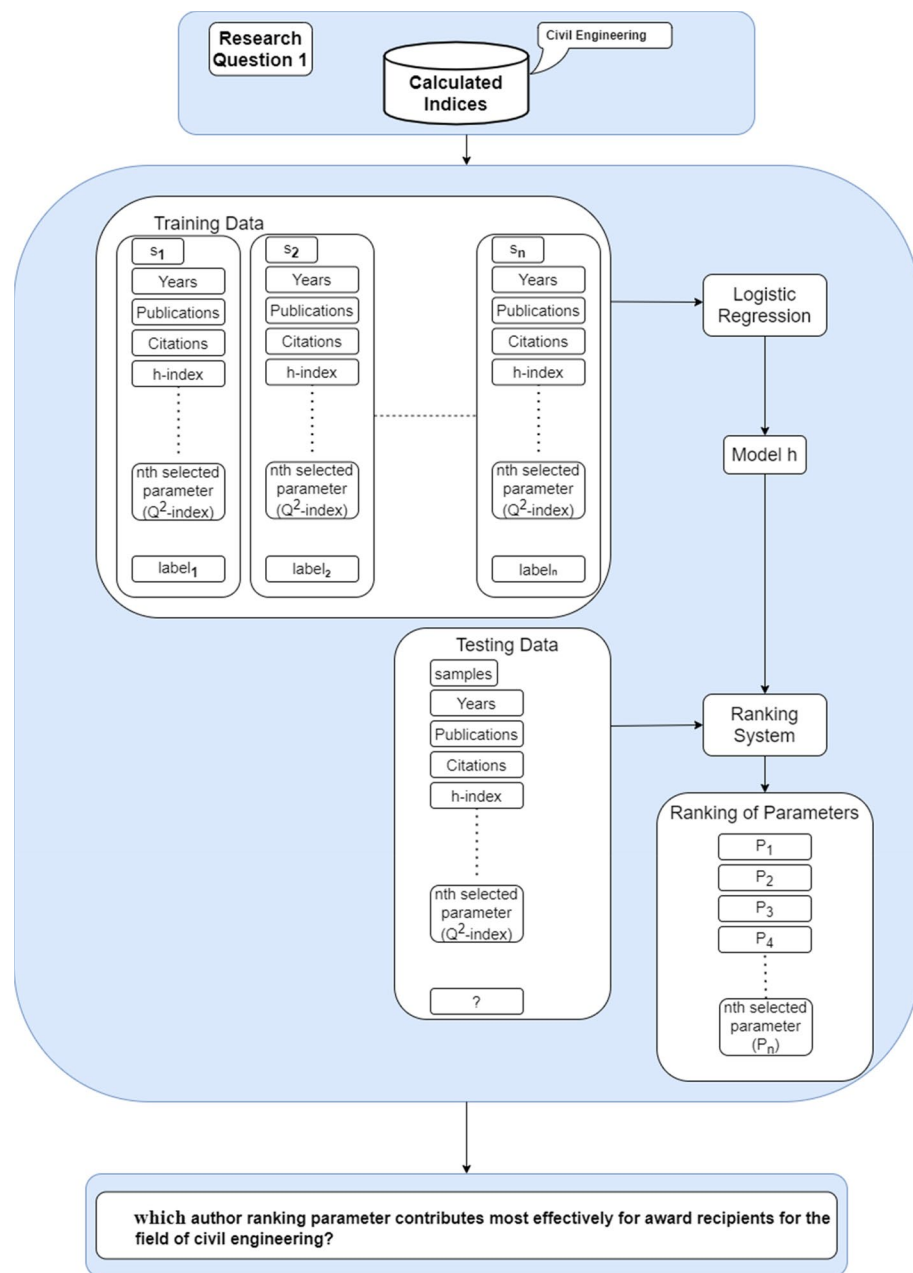 Research
Question 1
Civil Engineering
Calculated
Indices
Training Data
s1
Years
Publications
Citations
h-index
nth selected
parameter
(Q²-index)
label1
s2
Years
Publications
Citations
h-index
nth selected
parameter
(Q²-index)
label2
sn
Years
Publications
Citations
h-index
nth selected
parameter
(Q²-index)
labeln
Logistic
Regression
Model h
Testing Data
samples
Years
Publications
Citations
h-index
nth selected
parameter
(Q²-index)
?
Ranking
System
Ranking of Parameters
P1
P2
P3
P4
nth selected
parameter
(Pn)
which author ranking parameter contributes most effectively for award recipients for the
field of civil engineering?